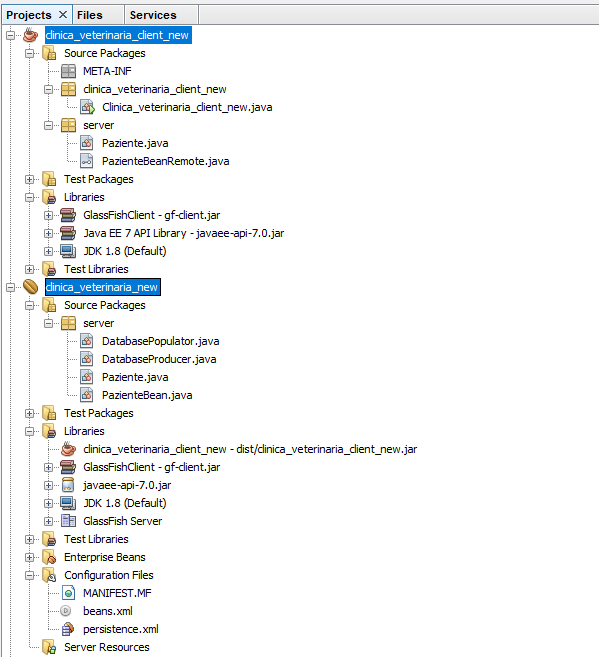 Projects Files Services
clinica_veterinaria_client_new
Source Packages
META-INF
clinica_veterinaria_client_new
Clinica_veterinaria_client_new.java
server
Paziente.java
PazienteBeanRemote.java
Test Packages
Libraries
GlassFishClient - gf-client.jar
Java EE 7 API Library - javaee-api-7.0.jar
JDK 1.8 (Default)
Test Libraries
clinica_veterinaria_new
Source Packages
server
DatabasePopulator.java
DatabaseProducer.java
Paziente.java
PazienteBean.java
Test Packages
Libraries
clinica_veterinaria_client_new - dist/clinica_veterinaria_client_new.jar
GlassFishClient - gf-client.jar
javaee-api-7.0.jar
JDK 1.8 (Default)
GlassFish Server
Test Libraries
Enterprise Beans
Configuration Files
MANIFEST.MF
beans.xml
persistence.xml
Server Resources